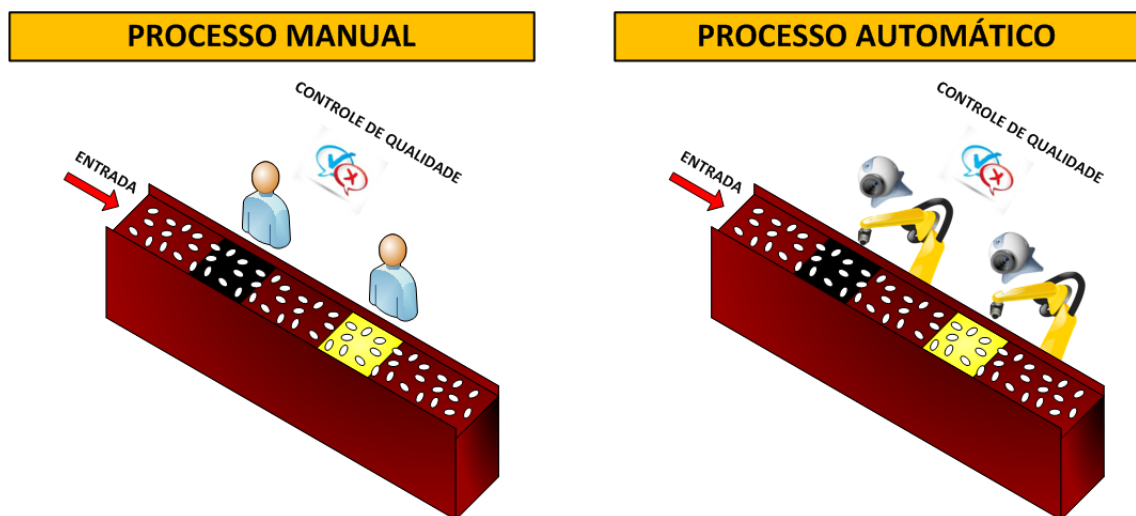 PROCESSO MANUAL
CONTROLE DE QUALIDADE
ENTRADA
PROCESSO AUTOMÁTICO
CONTROLE DE QUALIDADE
ENTRADA